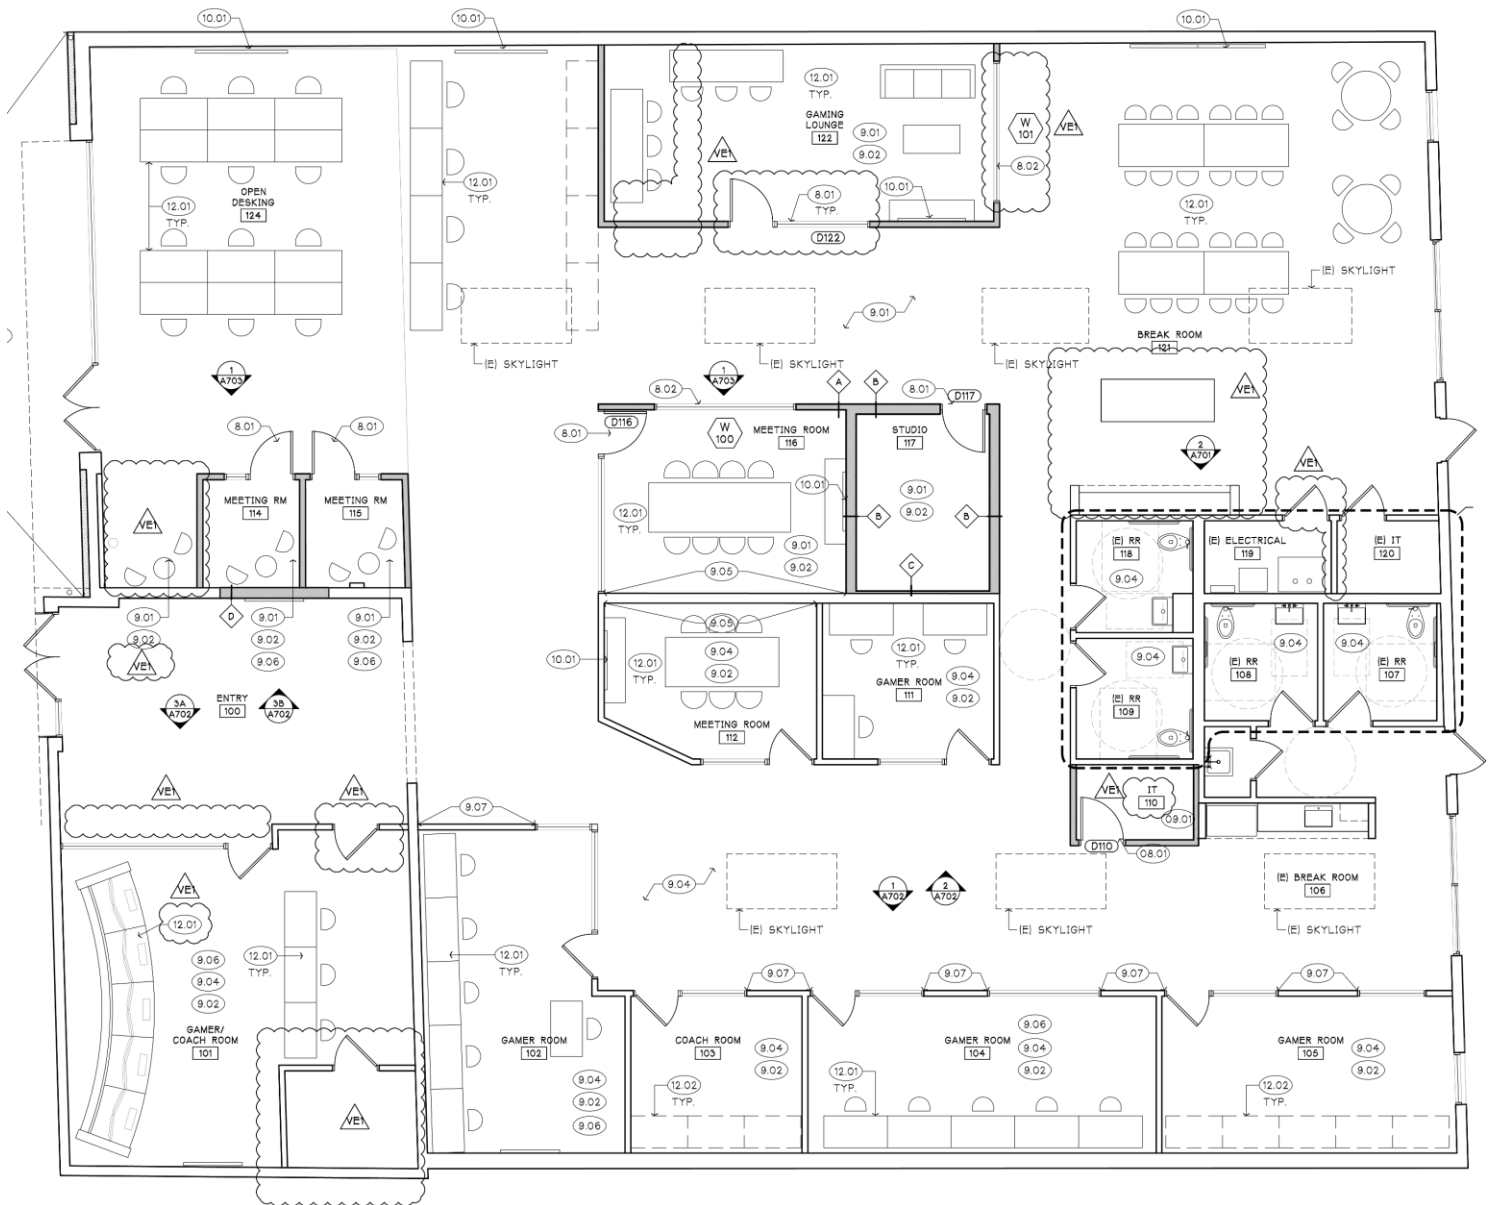 10.01
10.01
10.01
12.01
TYP.
GAMING
LOUNGE
122
9.01
9.02
W
101
VE1
VE1
8.02
12.01
TYP.
OPEN
DESKING
124
12.01
TYP.
10.01
8.01
TYP.
D122
12.01
TYP.
(E) SKYLIGHT
9.01
BREAK ROOM
121
(E) SKYLIGHT
(E) SKYLIGHT
(E) SKYLIGHT
1
A703
1
A703
8.02
A
B
8.01
D117
VE1
8.01
8.01
8.01
D116
W
100
MEETING ROOM
116
STUDIO
117
2
A701
VE1
10.01
MEETING RM
114
MEETING RM
115
VE1
12.01
TYP.
9.01
9.02
B
B
9.01
9.02
(E) RR
118
(E) ELECTRICAL
119
(E) IT
120
9.05
C
9.04
9.01
9.02
D
9.01
9.02
9.06
9.01
9.02
9.06
VE1
9.05
9.04
9.02
10.01
12.01
TYP.
12.01
TYP.
GAMER ROOM
111
9.04
9.02
9.04
9.04
9.04
(E) RR
108
(E) RR
107
3A
A702
ENTRY
100
3B
A702
(E) RR
109
MEETING ROOM
112
VE1
VE1
VE1
IT
110
9.07
09.01
D110
08.01
9.04
1
A702
2
A702
(E) BREAK ROOM
106
VE1
12.01
(E) SKYLIGHT
(E) SKYLIGHT
(E) SKYLIGHT
9.06
9.04
9.02
12.01
TYP.
12.01
TYP.
9.07
9.07
9.07
9.07
GAMER/
COACH ROOM
101
GAMER ROOM
102
COACH ROOM
103
9.04
9.02
GAMER ROOM
104
9.06
9.04
9.02
GAMER ROOM
105
9.04
9.02
9.04
9.02
9.06
12.02
TYP.
12.01
TYP.
12.02
TYP.
VE1